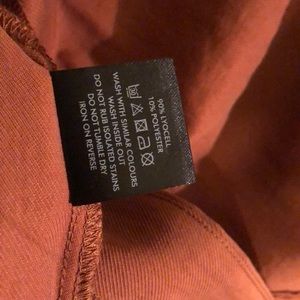 90% LYOCELL
10% POLYESTER
WASH WITH SIMILAR COLOURS
WASH INSIDE OUT
DO NOT RUB ISOLATED STAINS
DO NOT TUMBLE DRY
IRON ON REVERSE